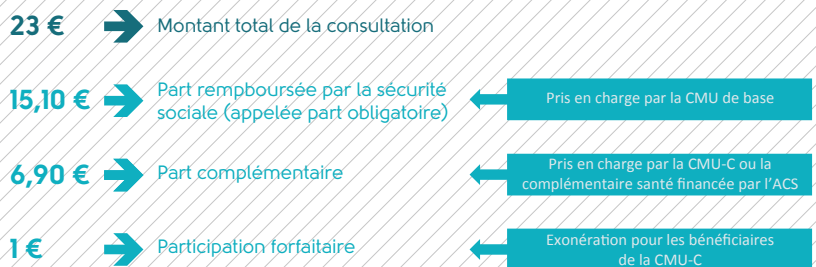 23 €
Montant total de la consultation
15,10 €
Part rempboursée par la sécurité
sociale (appelée part obligatoire)
Pris en charge par la CMU de base
6,90 €
Part complémentaire
Pris en charge par la CMU-C ou la
complémentaire santé financée par l'ACS
1 €
Participation forfaitaire
Exonération pour les bénéficiaires
de la CMU-C